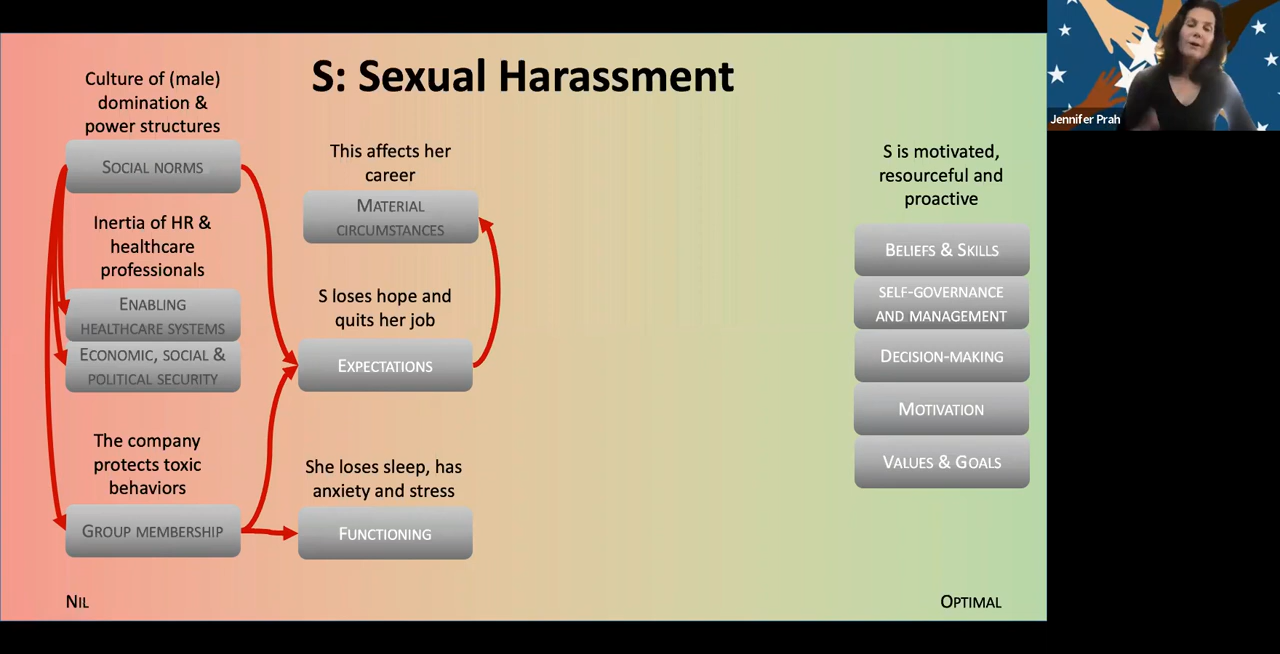 S: Sexual Harassment
Culture of (male)
domination &
power structures
SOCIAL NORMS
Inertia of HR &
healthcare
professionals
ENABLING
HEALTHCARE SYSTEMS
ECONOMIC, SOCIAL &
POLITICAL SECURITY
The company
protects toxic
behaviors
GROUP MEMBERSHIP
This affects her
career
MATERIAL
CIRCUMSTANCES
S loses hope and
quits her job
EXPECTATIONS
She loses sleep, has
anxiety and stress
FUNCTIONING
S is motivated,
resourceful and
proactive
BELIEFS & SKILLS
SELF-GOVERNANCE
AND MANAGEMENT
DECISION-MAKING
MOTIVATION
VALUES & GOALS
NIL
OPTIMAL
Jennifer Prah